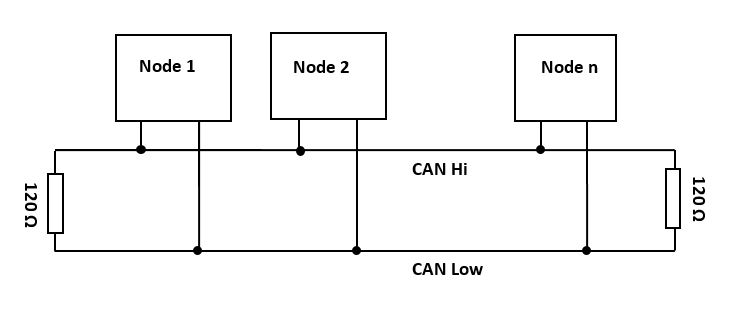 Node 1
Node 2
Node n
CAN Hi
120 Ω
120 Ω
CAN Low